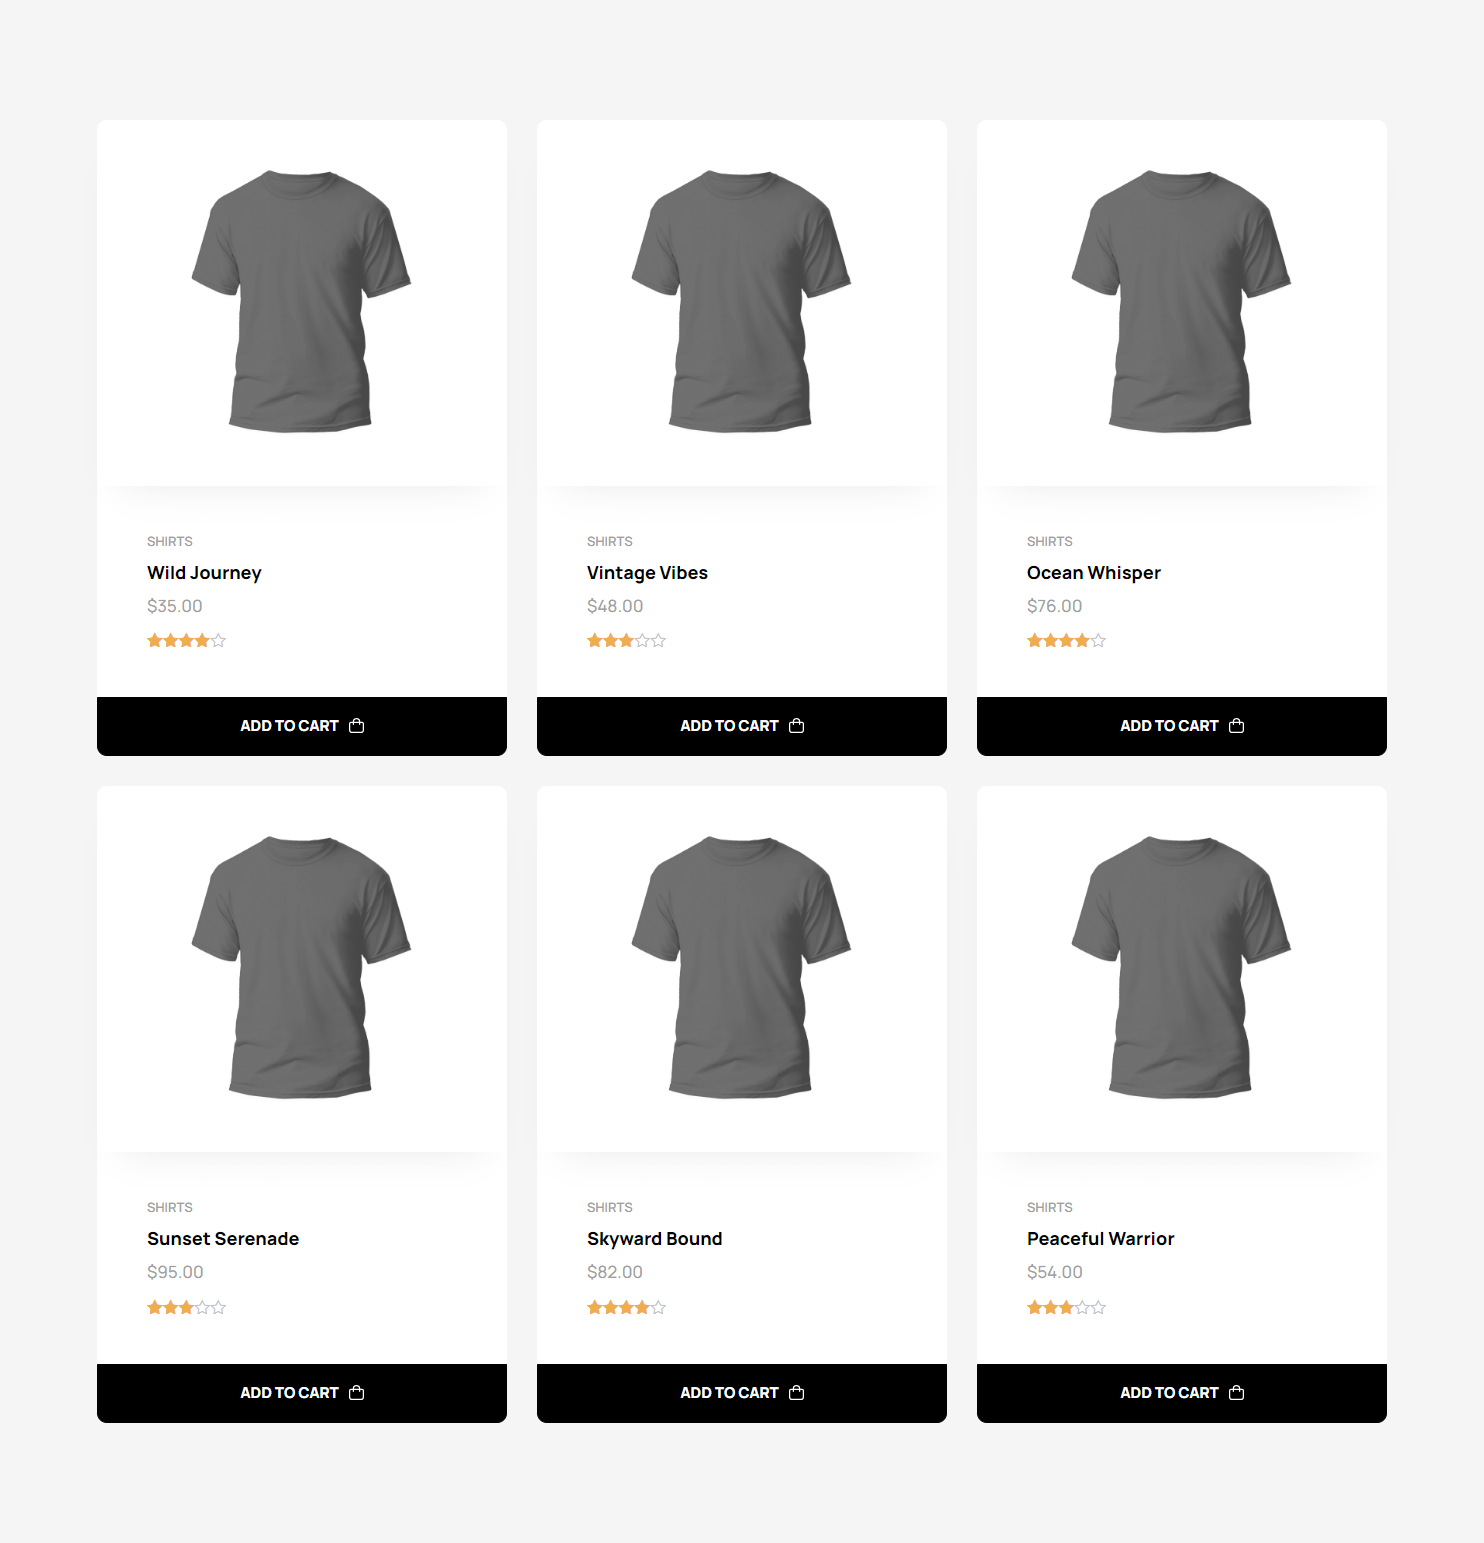 SHIRTS
Wild Journey
$35.00
ADD TO CART
SHIRTS
Vintage Vibes
$48.00
ADD TO CART
SHIRTS
Ocean Whisper
$76.00
ADD TO CART
SHIRTS
Sunset Serenade
$95.00
ADD TO CART
SHIRTS
Skyward Bound
$82.00
ADD TO CART
SHIRTS
Peaceful Warrior
$54.00
ADD TO CART